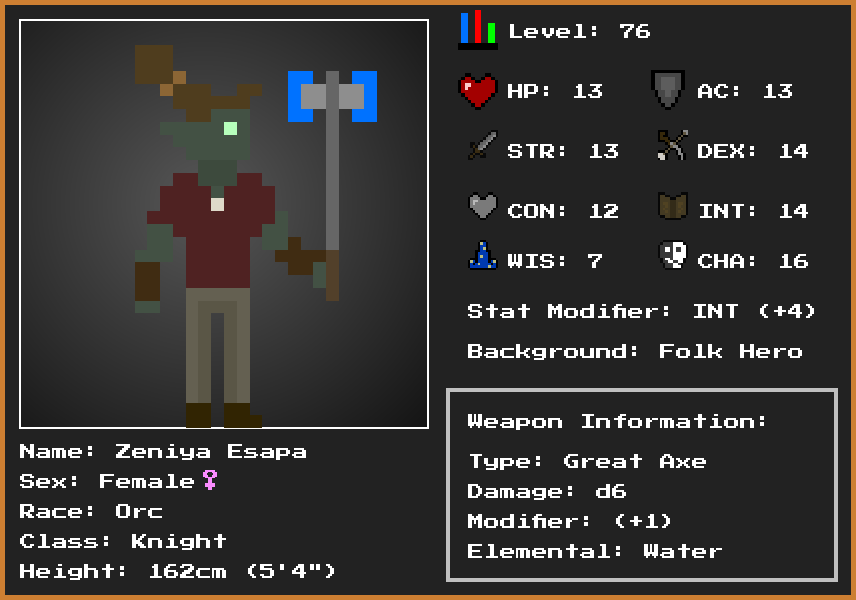 Level: 76
HP: 13 AC: 13
STR: 13 DEX: 14
CON: 12 INT: 14
WIS: 7 CHA: 16
Stat Modifier: INT (+4)
Background: Folk Hero
Weapon Information:
Type: Great Axe
Damage: d6
Modifier: (+1)
Elemental: Water
Name: Zeniya Esapa
Sex: Female♀
Race: Orc
Class: Knight
Height: 162cm (5'4")